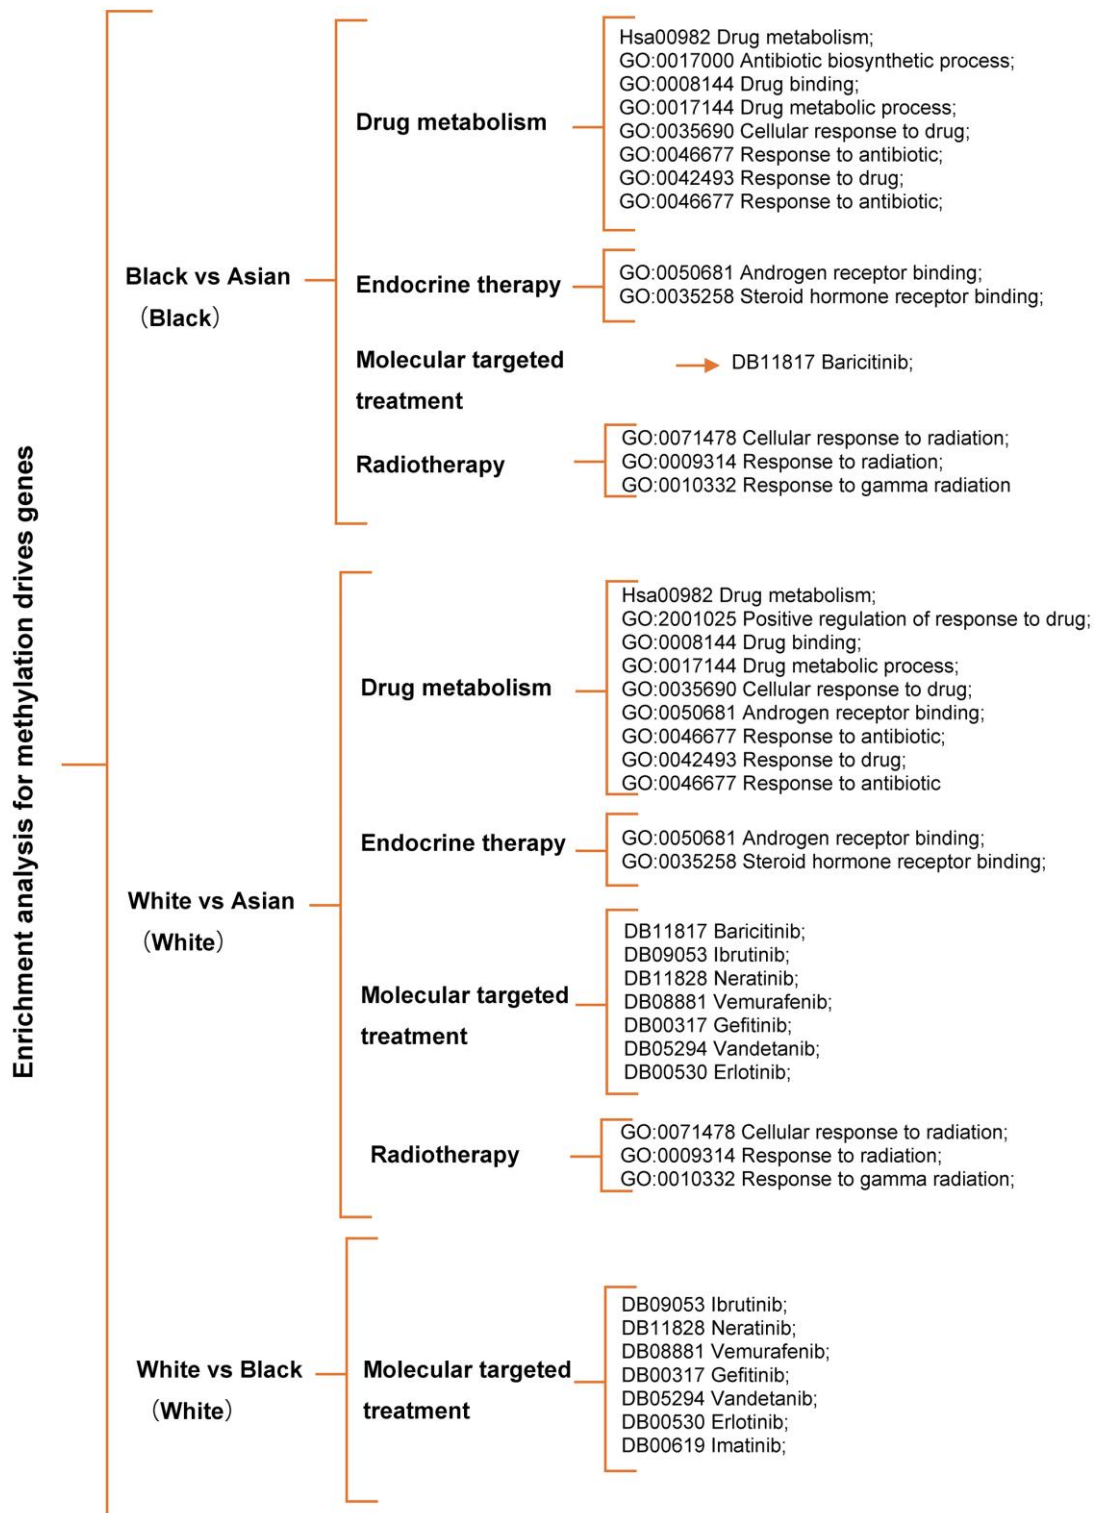 Enrichment analysis for methylation drives genes
Black vs Asian
（Black）
Drug metabolism
Hsa00982 Drug metabolism;
GO:0017000 Antibiotic biosynthetic process;
GO:0008144 Drug binding;
GO:0017144 Drug metabolic process;
GO:0035690 Cellular response to drug;
GO:0046677 Response to antibiotic;
GO:0042493 Response to drug;
GO:0046677 Response to antibiotic;
Endocrine therapy
GO:0050681 Androgen receptor binding;
GO:0035258 Steroid hormone receptor binding;
Molecular targeted
treatment
DB11817 Baricitinib;
Radiotherapy
GO:0071478 Cellular response to radiation;
GO:0009314 Response to radiation;
GO:0010332 Response to gamma radiation
White vs Asian
（White）
Drug metabolism
Hsa00982 Drug metabolism;
GO:2001025 Positive regulation of response to drug;
GO:0008144 Drug binding;
GO:0017144 Drug metabolic process;
GO:0035690 Cellular response to drug;
GO:0050681 Androgen receptor binding;
GO:0046677 Response to antibiotic;
GO:0042493 Response to drug;
GO:0046677 Response to antibiotic
Endocrine therapy
GO:0050681 Androgen receptor binding;
GO:0035258 Steroid hormone receptor binding;
Molecular targeted
treatment
DB11817 Baricitinib;
DB09053 Ibrutinib;
DB11828 Neratinib;
DB08881 Vemurafenib;
DB00317 Gefitinib;
DB05294 Vandetanib;
DB00530 Erlotinib;
Radiotherapy
GO:0071478 Cellular response to radiation;
GO:0009314 Response to radiation;
GO:0010332 Response to gamma radiation;
White vs Black
（White）
Molecular targeted
treatment
DB09053 Ibrutinib;
DB11828 Neratinib;
DB08881 Vemurafenib;
DB00317 Gefitinib;
DB05294 Vandetanib;
DB00530 Erlotinib;
DB00619 Imatinib;